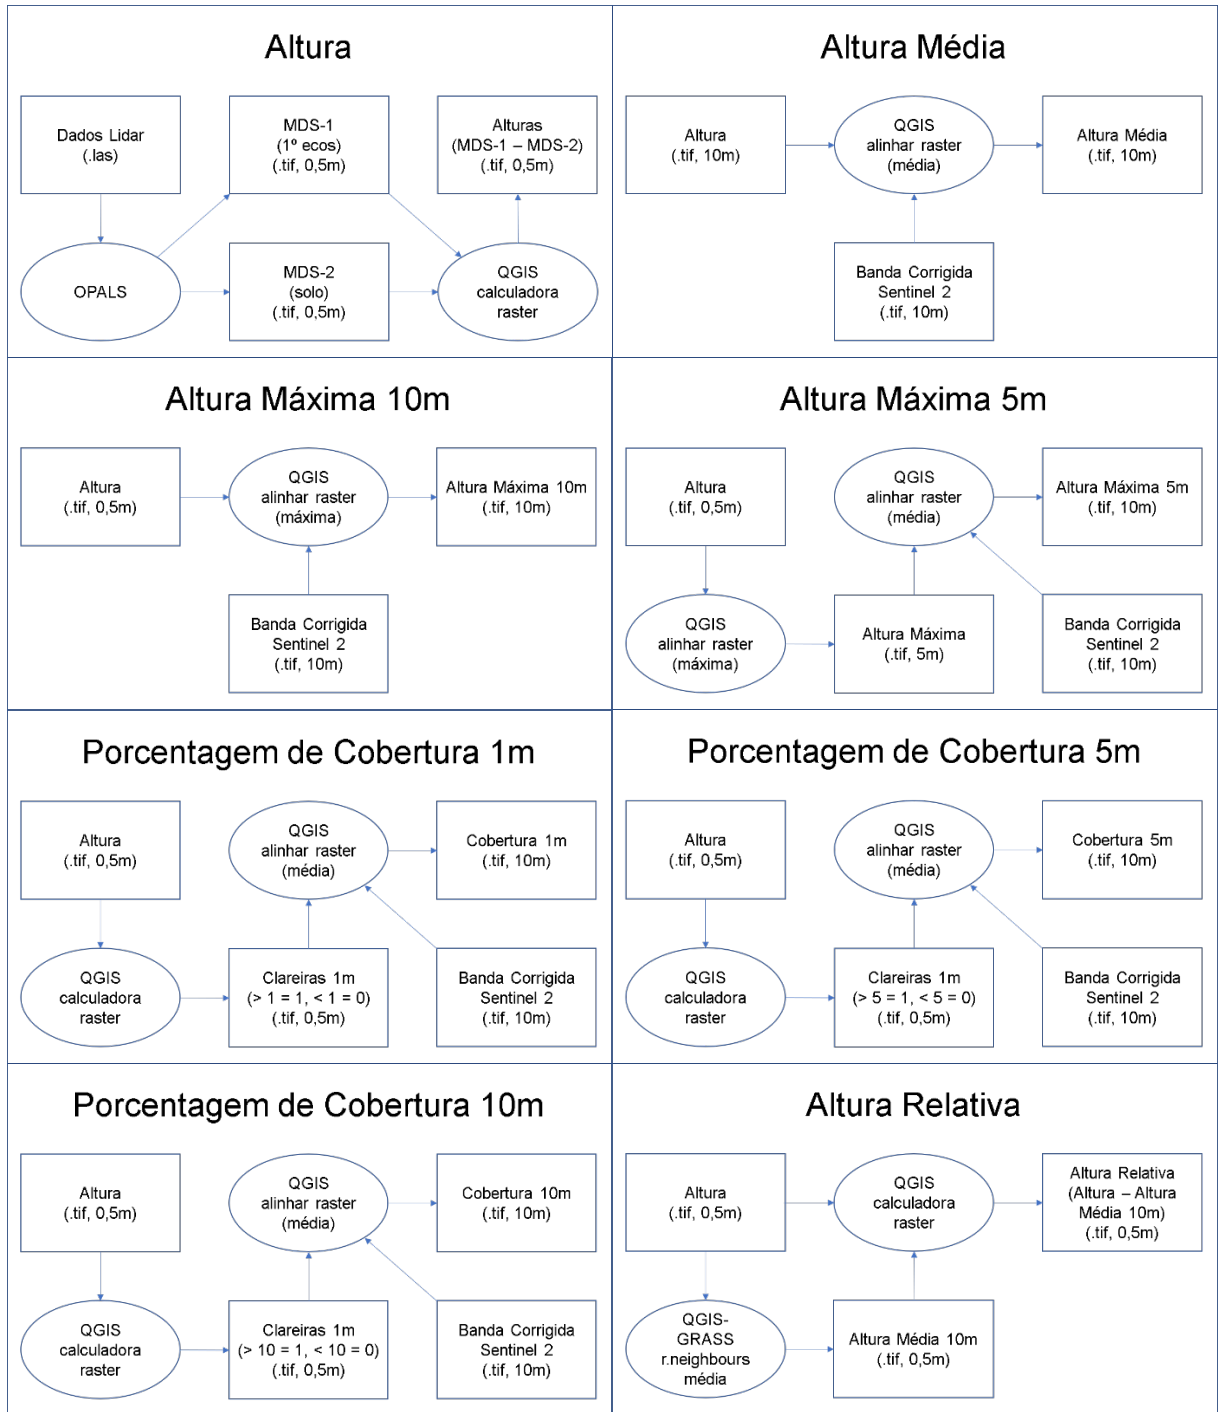 Altura
Dados Lidar
(.las)
MDS-1
(1º ecos)
(.tif, 0,5m)
Alturas
(MDS-1 – MDS-2)
(.tif, 0,5m)
OPALS
MDS-2
(solo)
(.tif, 0,5m)
QGIS
calculadora
raster
Altura Média
Altura
(.tif, 10m)
QGIS
alinhar raster
(média)
Altura Média
(.tif, 10m)
Banda Corrigida
Sentinel 2
(.tif, 10m)
Altura Máxima 10m
Altura
(.tif, 0,5m)
QGIS
alinhar raster
(máxima)
Altura Máxima 10m
(.tif, 10m)
Banda Corrigida
Sentinel 2
(.tif, 10m)
Altura Máxima 5m
Altura
(.tif, 0,5m)
QGIS
alinhar raster
(média)
Altura Máxima 5m
(.tif, 10m)
QGIS
alinhar raster
(máxima)
Altura Máxima
(.tif, 5m)
Banda Corrigida
Sentinel 2
(.tif, 10m)
Porcentagem de Cobertura 1m
Altura
(.tif, 0,5m)
QGIS
alinhar raster
(média)
Cobertura 1m
(.tif, 10m)
QGIS
calculadora
raster
Clareiras 1m
(> 1 = 1, < 1 = 0)
(.tif, 0,5m)
Banda Corrigida
Sentinel 2
(.tif, 10m)
Porcentagem de Cobertura 5m
Altura
(.tif, 0,5m)
QGIS
alinhar raster
(média)
Cobertura 5m
(.tif, 10m)
QGIS
calculadora
raster
Clareiras 1m
(> 5 = 1, < 5 = 0)
(.tif, 0,5m)
Banda Corrigida
Sentinel 2
(.tif, 10m)
Porcentagem de Cobertura 10m
Altura
(.tif, 0,5m)
QGIS
alinhar raster
(média)
Cobertura 10m
(.tif, 10m)
QGIS
calculadora
raster
Clareiras 1m
(> 10 = 1, < 10 = 0)
(.tif, 0,5m)
Banda Corrigida
Sentinel 2
(.tif, 10m)
Altura Relativa
Altura
(.tif, 0,5m)
QGIS
calculadora
raster
Altura Relativa
(Altura – Altura
Média 10m)
(.tif, 0,5m)
QGIS-
GRASS
r.neighbours
média
Altura Média 10m
(.tif, 0,5m)